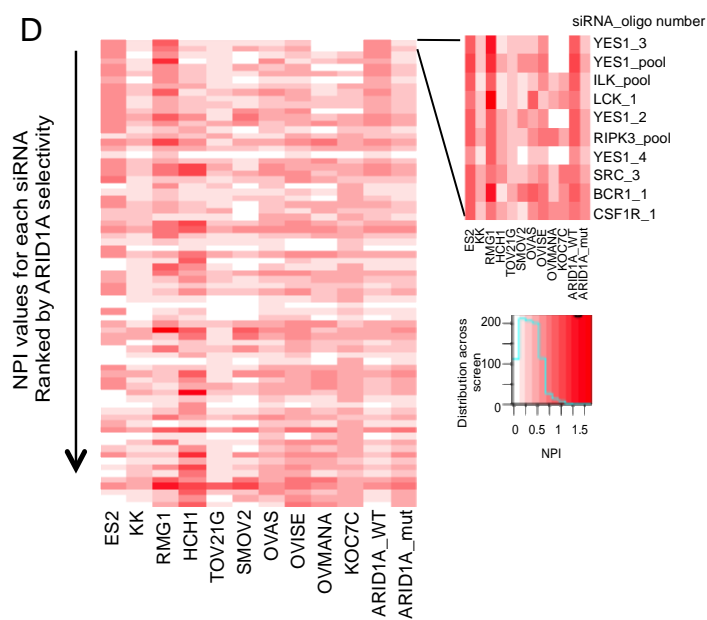 D
siRNA_oligo number
YES1_3
YES1_pool
ILK_pool
LCK_1
YES1_2
RIPK3_pool
YES1_4
SRC_3
BCR1_1
CSF1R_1
ES2
KK
RMG1
HCH1
TOV21G
SMOV2
OVAS
OVISE
OVMANA
KOC7C
ARID1A_WT
ARID1A_mut
NPI values for each siRNA
Ranked by ARID1A selectivity
Distribution across
screen
200
100
0
0 0.5 1 1.5
NPI
ES2
KK
RMG1
HCH1
TOV21G
SMOV2
OVAS
OVISE
OVMANA
KOC7C
ARID1A_WT
ARID1A_mut